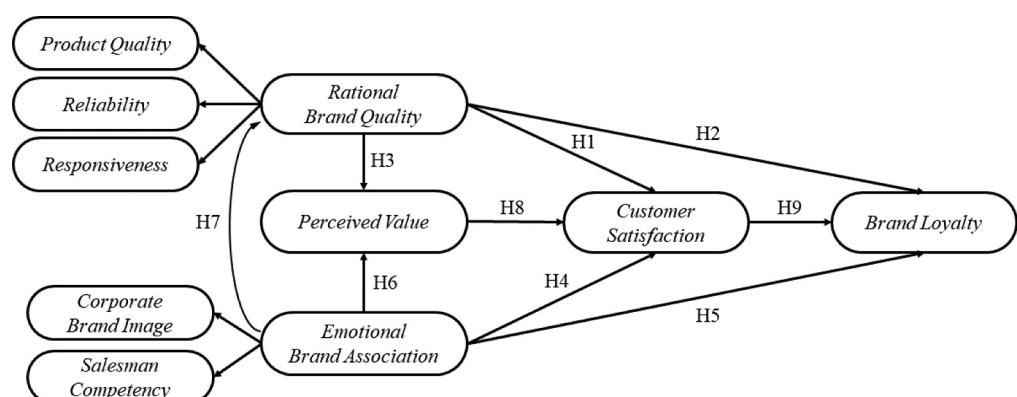 Product Quality
Reliability
Responsiveness
Rational
Brand Quality
H1
H2
H3
H7
Perceived Value
H8
Customer
Satisfaction
H9
Brand Loyalty
H6
H4
H5
Corporate
Brand Image
Emotional
Brand Association
Salesman
Competency